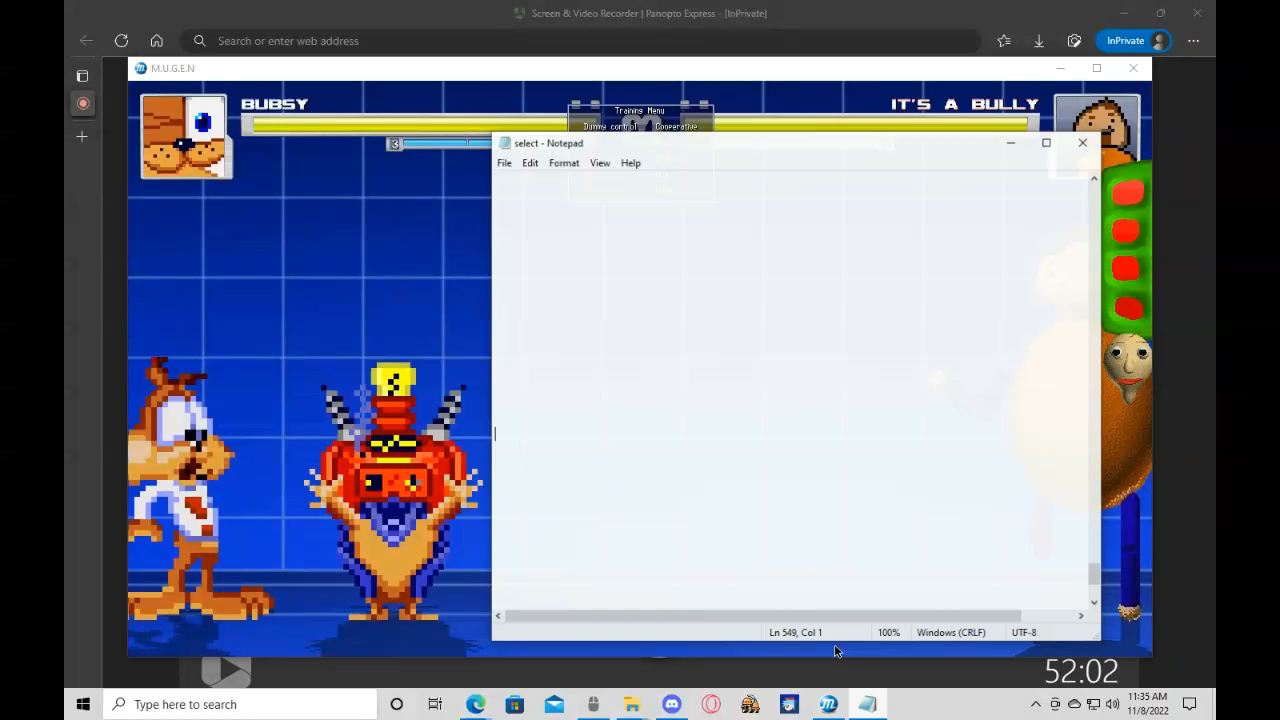 Screen & Video Recorder | Panopto Express - [InPrivate]
Search or enter web address
InPrivate
M.U.G.E.N
BUBSY
IT'S A BULLY
Training Menu
Dummy control: Cooperative
3
select - Notepad
File Edit Format View Help
Ln 549, Col 1
100%
Windows (CRLF)
UTF-8
52:02
Type here to search
11:35 AM
11/8/2022